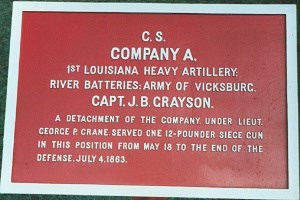 C. S.
COMPANY A,
1ST LOUISIANA HEAVY ARTILLERY;
RIVER BATTERIES; ARMY OF VICKSBURG.
CAPT. J. B. GRAYSON.
A DETACHMENT OF THE COMPANY UNDER LIEUT.
GEORGE P. CRANE SERVED ONE 12-POUNDER SIEGE GUN
IN THIS POSITION FROM MAY 18 TO THE END OF THE
DEFENSE, JULY 4, 1863.